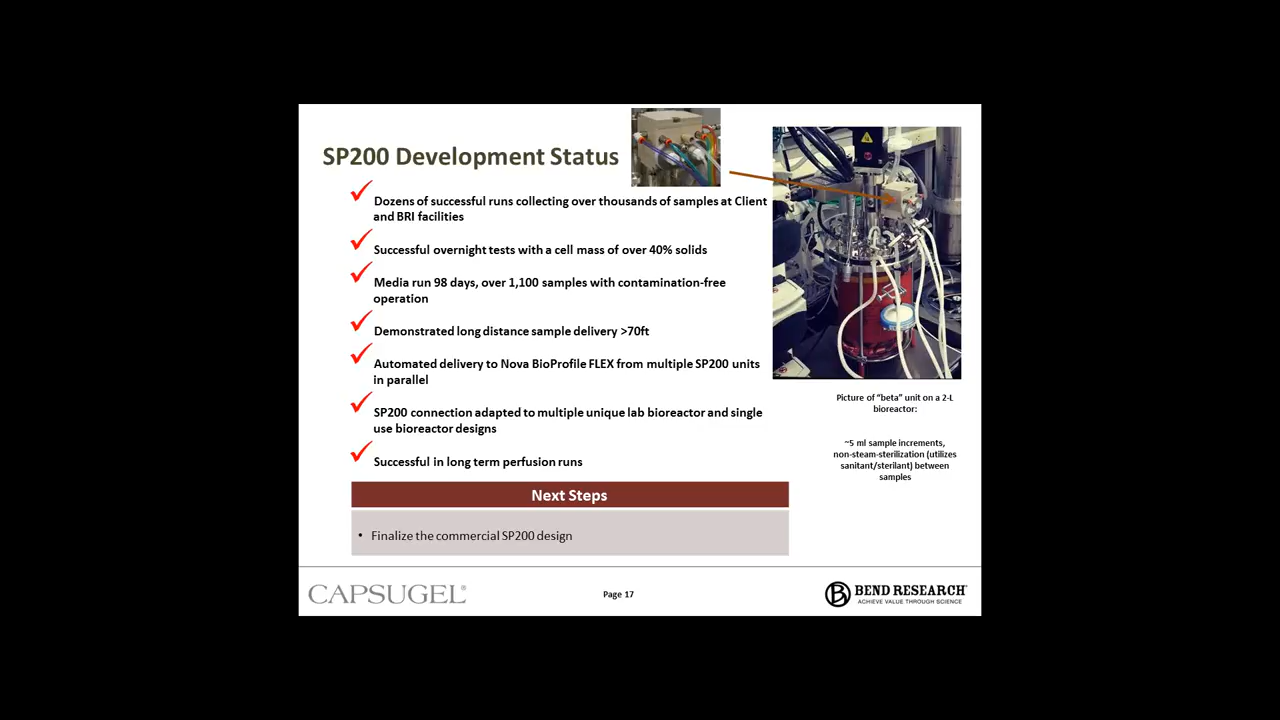 SP200 Development Status
Dozens of successful runs collecting over thousands of samples at Client
and BRI facilities
Successful overnight tests with a cell mass of over 40% solids
Media run 98 days, over 1,100 samples with contamination-free
operation
Demonstrated long distance sample delivery >70ft
Automated delivery to Nova BioProfile FLEX from multiple SP200 units
in parallel
SP200 connection adapted to multiple unique lab bioreactor and single
use bioreactor designs
Successful in long term perfusion runs
Picture of “beta” unit on a 2-L
bioreactor:
~5 ml sample increments,
non-steam-sterilization (utilizes
sanitant/sterilant) between
samples
Next Steps
• Finalize the commercial SP200 design
CAPSUGEL®
Page 17
BEND RESEARCH
ACHIEVE VALUE THROUGH SCIENCE